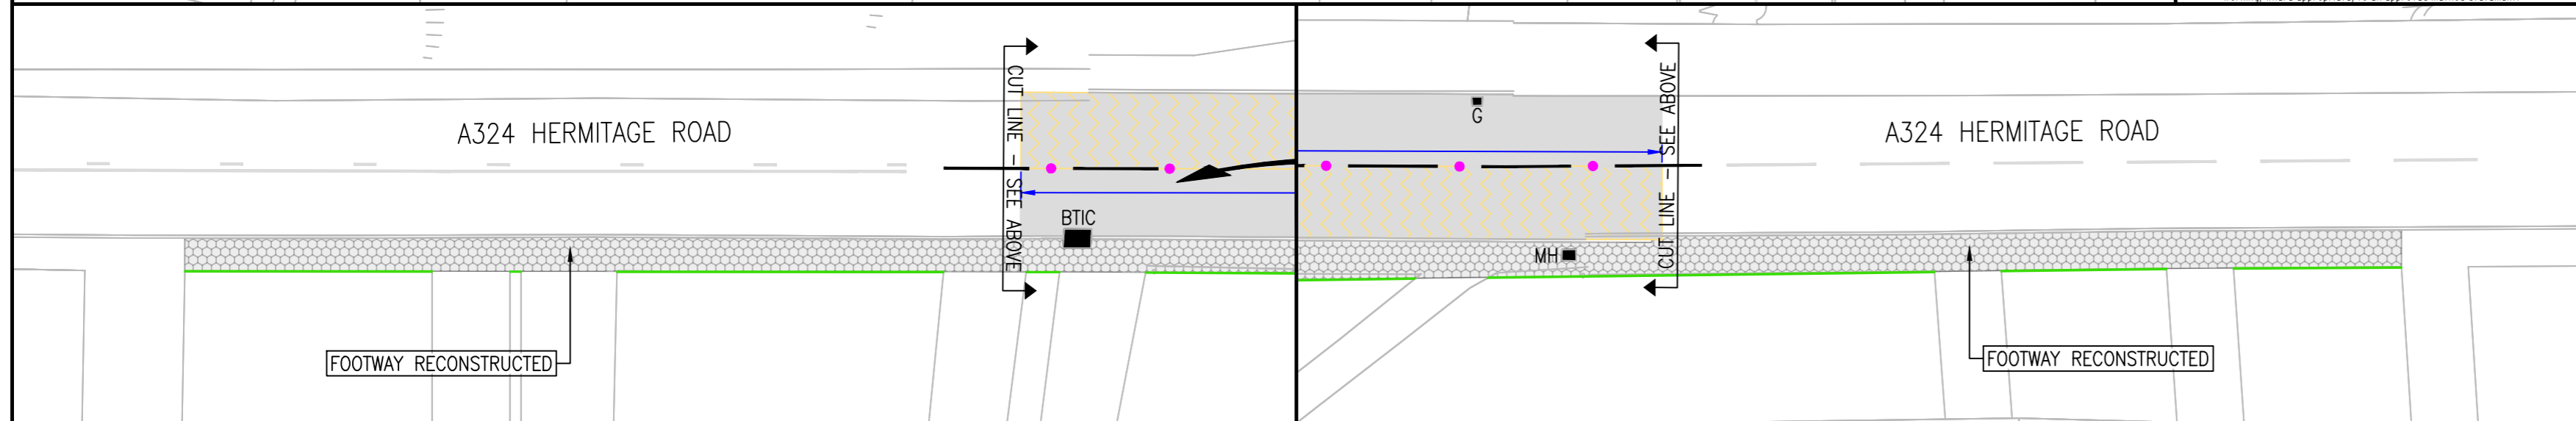 A324 HERMITAGE ROAD
CUT LINE - SEE ABOVE
BTIC
FOOTWAY RECONSTRUCTED
G
CUT LINE - SEE ABOVE
A324 HERMITAGE ROAD
MH
FOOTWAY RECONSTRUCTED